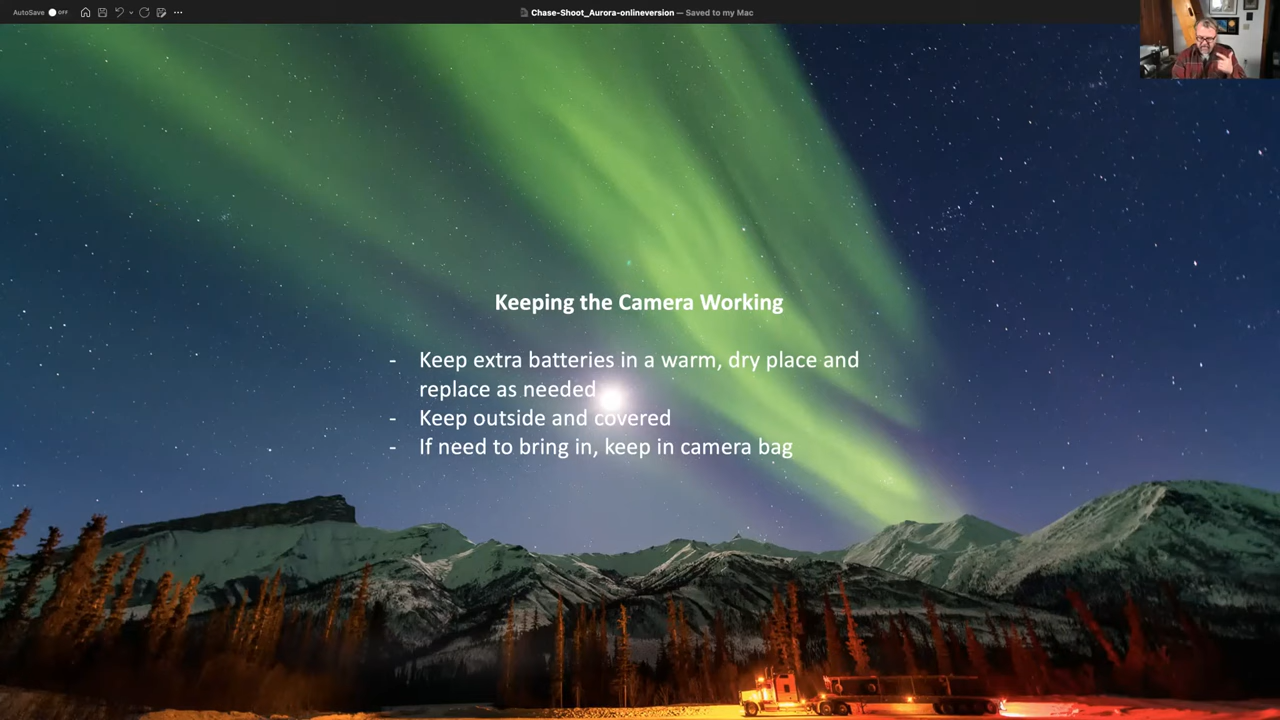 AutoSave OFF
Chase-Shoot_Aurora-onlineversion — Saved to my Mac
Keeping the Camera Working
- Keep extra batteries in a warm, dry place and
replace as needed
- Keep outside and covered
- If need to bring in, keep in camera bag